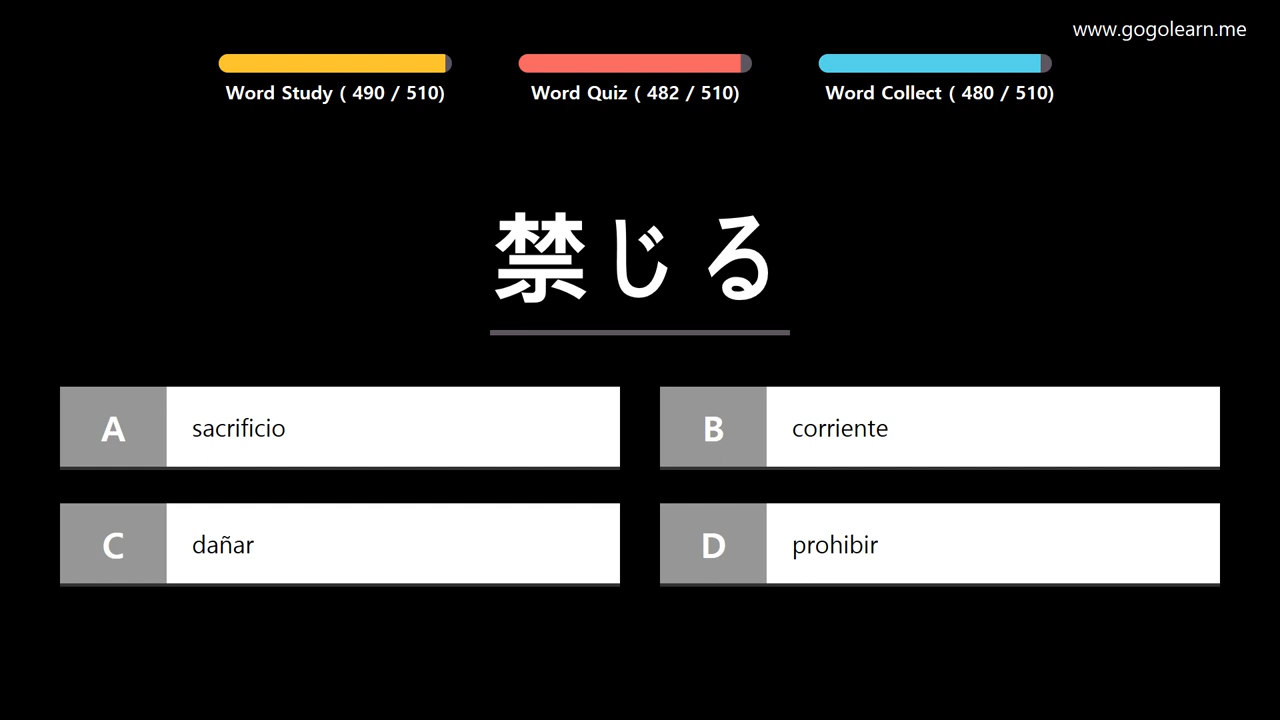 www.gogolearn.me
Word Study ( 490 / 510)
Word Quiz ( 482 / 510)
Word Collect ( 480 / 510)
禁じる
A sacrificio
B corriente
C dañar
D prohibir